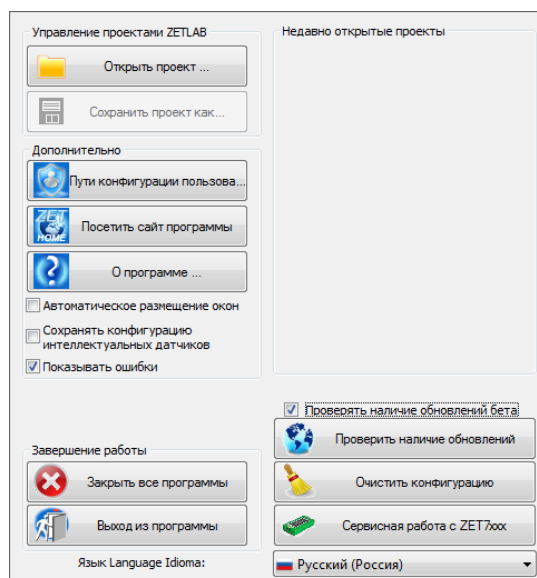 Управление проектами ZETLAB
Открыть проект ...
Сохранить проект как...
Дополнительно
Пути конфигурации пользова...
ZET
HOME
Посетить сайт программы
О программе ...
Автоматическое размещение окон
Сохранять конфигурацию
интеллектуальных датчиков
Показывать ошибки
Завершение работы
Закрыть все программы
Выход из программы
Язык Language Idioma:
Недавно открытые проекты
Проверять наличие обновлений бета
Проверить наличие обновлений
Очистить конфигурацию
Сервисная работа с ZET7xxx
Русский (Россия)